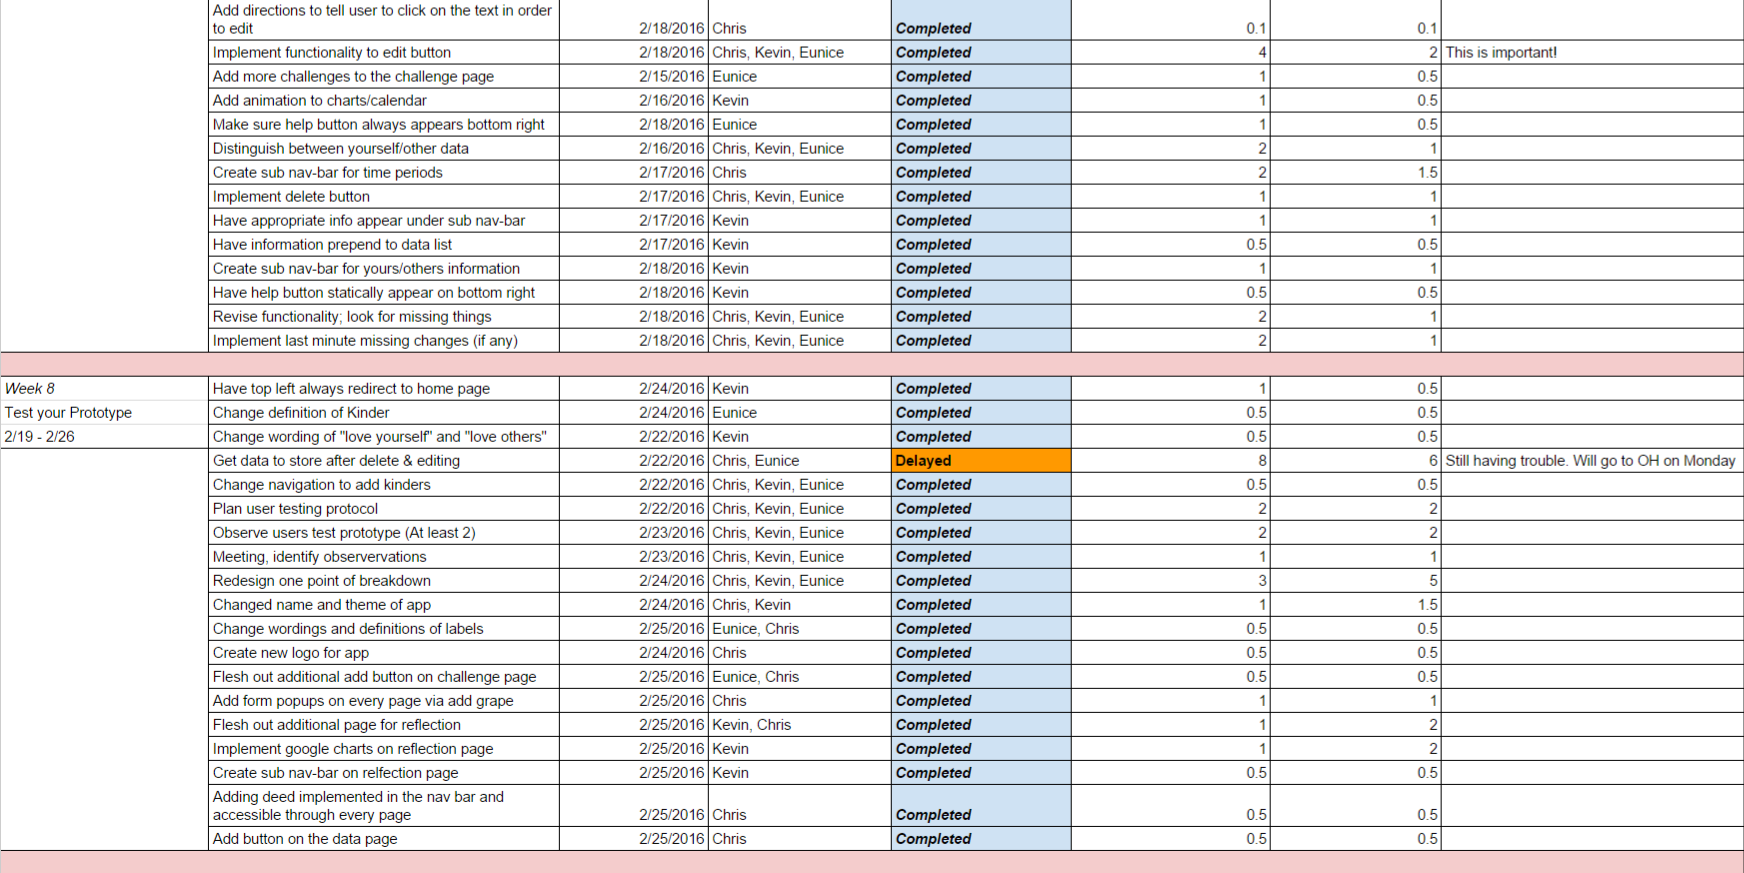 Add directions to tell user to click on the text in order
to edit 2/18/2016 Chris Completed 0.1 0.1
Implement functionality to edit button 2/18/2016 Chris, Kevin, Eunice Completed 4 2 This is important!
Add more challenges to the challenge page 2/15/2016 Eunice Completed 1 0.5
Add animation to charts/calendar 2/16/2016 Kevin Completed 1 0.5
Make sure help button always appears bottom right 2/18/2016 Eunice Completed 1 0.5
Distinguish between yourself/other data 2/16/2016 Chris, Kevin, Eunice Completed 2 1
Create sub nav-bar for time periods 2/17/2016 Chris Completed 2 1.5
Implement delete button 2/17/2016 Chris, Kevin, Eunice Completed 1 1
Have appropriate info appear under sub nav-bar 2/17/2016 Kevin Completed 1 1
Have information prepend to data list 2/17/2016 Kevin Completed 0.5 0.5
Create sub nav-bar for yours/others information 2/18/2016 Kevin Completed 1 1
Have help button statically appear on bottom right 2/18/2016 Kevin Completed 0.5 0.5
Revise functionality; look for missing things 2/18/2016 Chris, Kevin, Eunice Completed 2 1
Implement last minute missing changes (if any) 2/18/2016 Chris, Kevin, Eunice Completed 2 1
Week 8 Have top left always redirect to home page 2/24/2016 Kevin Completed 1 0.5
Test your Prototype Change definition of Kinder 2/24/2016 Eunice Completed 0.5 0.5
2/19 - 2/26 Change wording of "love yourself" and "love others" 2/22/2016 Kevin Completed 0.5 0.5
Get data to store after delete & editing 2/22/2016 Chris, Eunice Delayed 8 6 Still having trouble. Will go to OH on Monday
Change navigation to add kinders 2/22/2016 Chris, Kevin, Eunice Completed 0.5 0.5
Plan user testing protocol 2/22/2016 Chris, Kevin, Eunice Completed 2 2
Observe users test prototype (At least 2) 2/23/2016 Chris, Kevin, Eunice Completed 2 2
Meeting, identify observervations 2/23/2016 Chris, Kevin, Eunice Completed 1 1
Redesign one point of breakdown 2/24/2016 Chris, Kevin, Eunice Completed 3 5
Changed name and theme of app 2/24/2016 Chris, Kevin Completed 1 1.5
Change wordings and definitions of labels 2/25/2016 Eunice, Chris Completed 0.5 0.5
Create new logo for app 2/24/2016 Chris Completed 0.5 0.5
Flesh out additional add button on challenge page 2/25/2016 Eunice, Chris Completed 0.5 0.5
Add form popups on every page via add grape 2/25/2016 Chris Completed 1 1
Flesh out additional page for reflection 2/25/2016 Kevin, Chris Completed 1 2
Implement google charts on reflection page 2/25/2016 Kevin Completed 1 2
Create sub nav-bar on relfection page 2/25/2016 Kevin Completed 0.5 0.5
Adding deed implemented in the nav bar and
accessible through every page 2/25/2016 Chris Completed 0.5 0.5
Add button on the data page 2/25/2016 Chris Completed 0.5 0.5